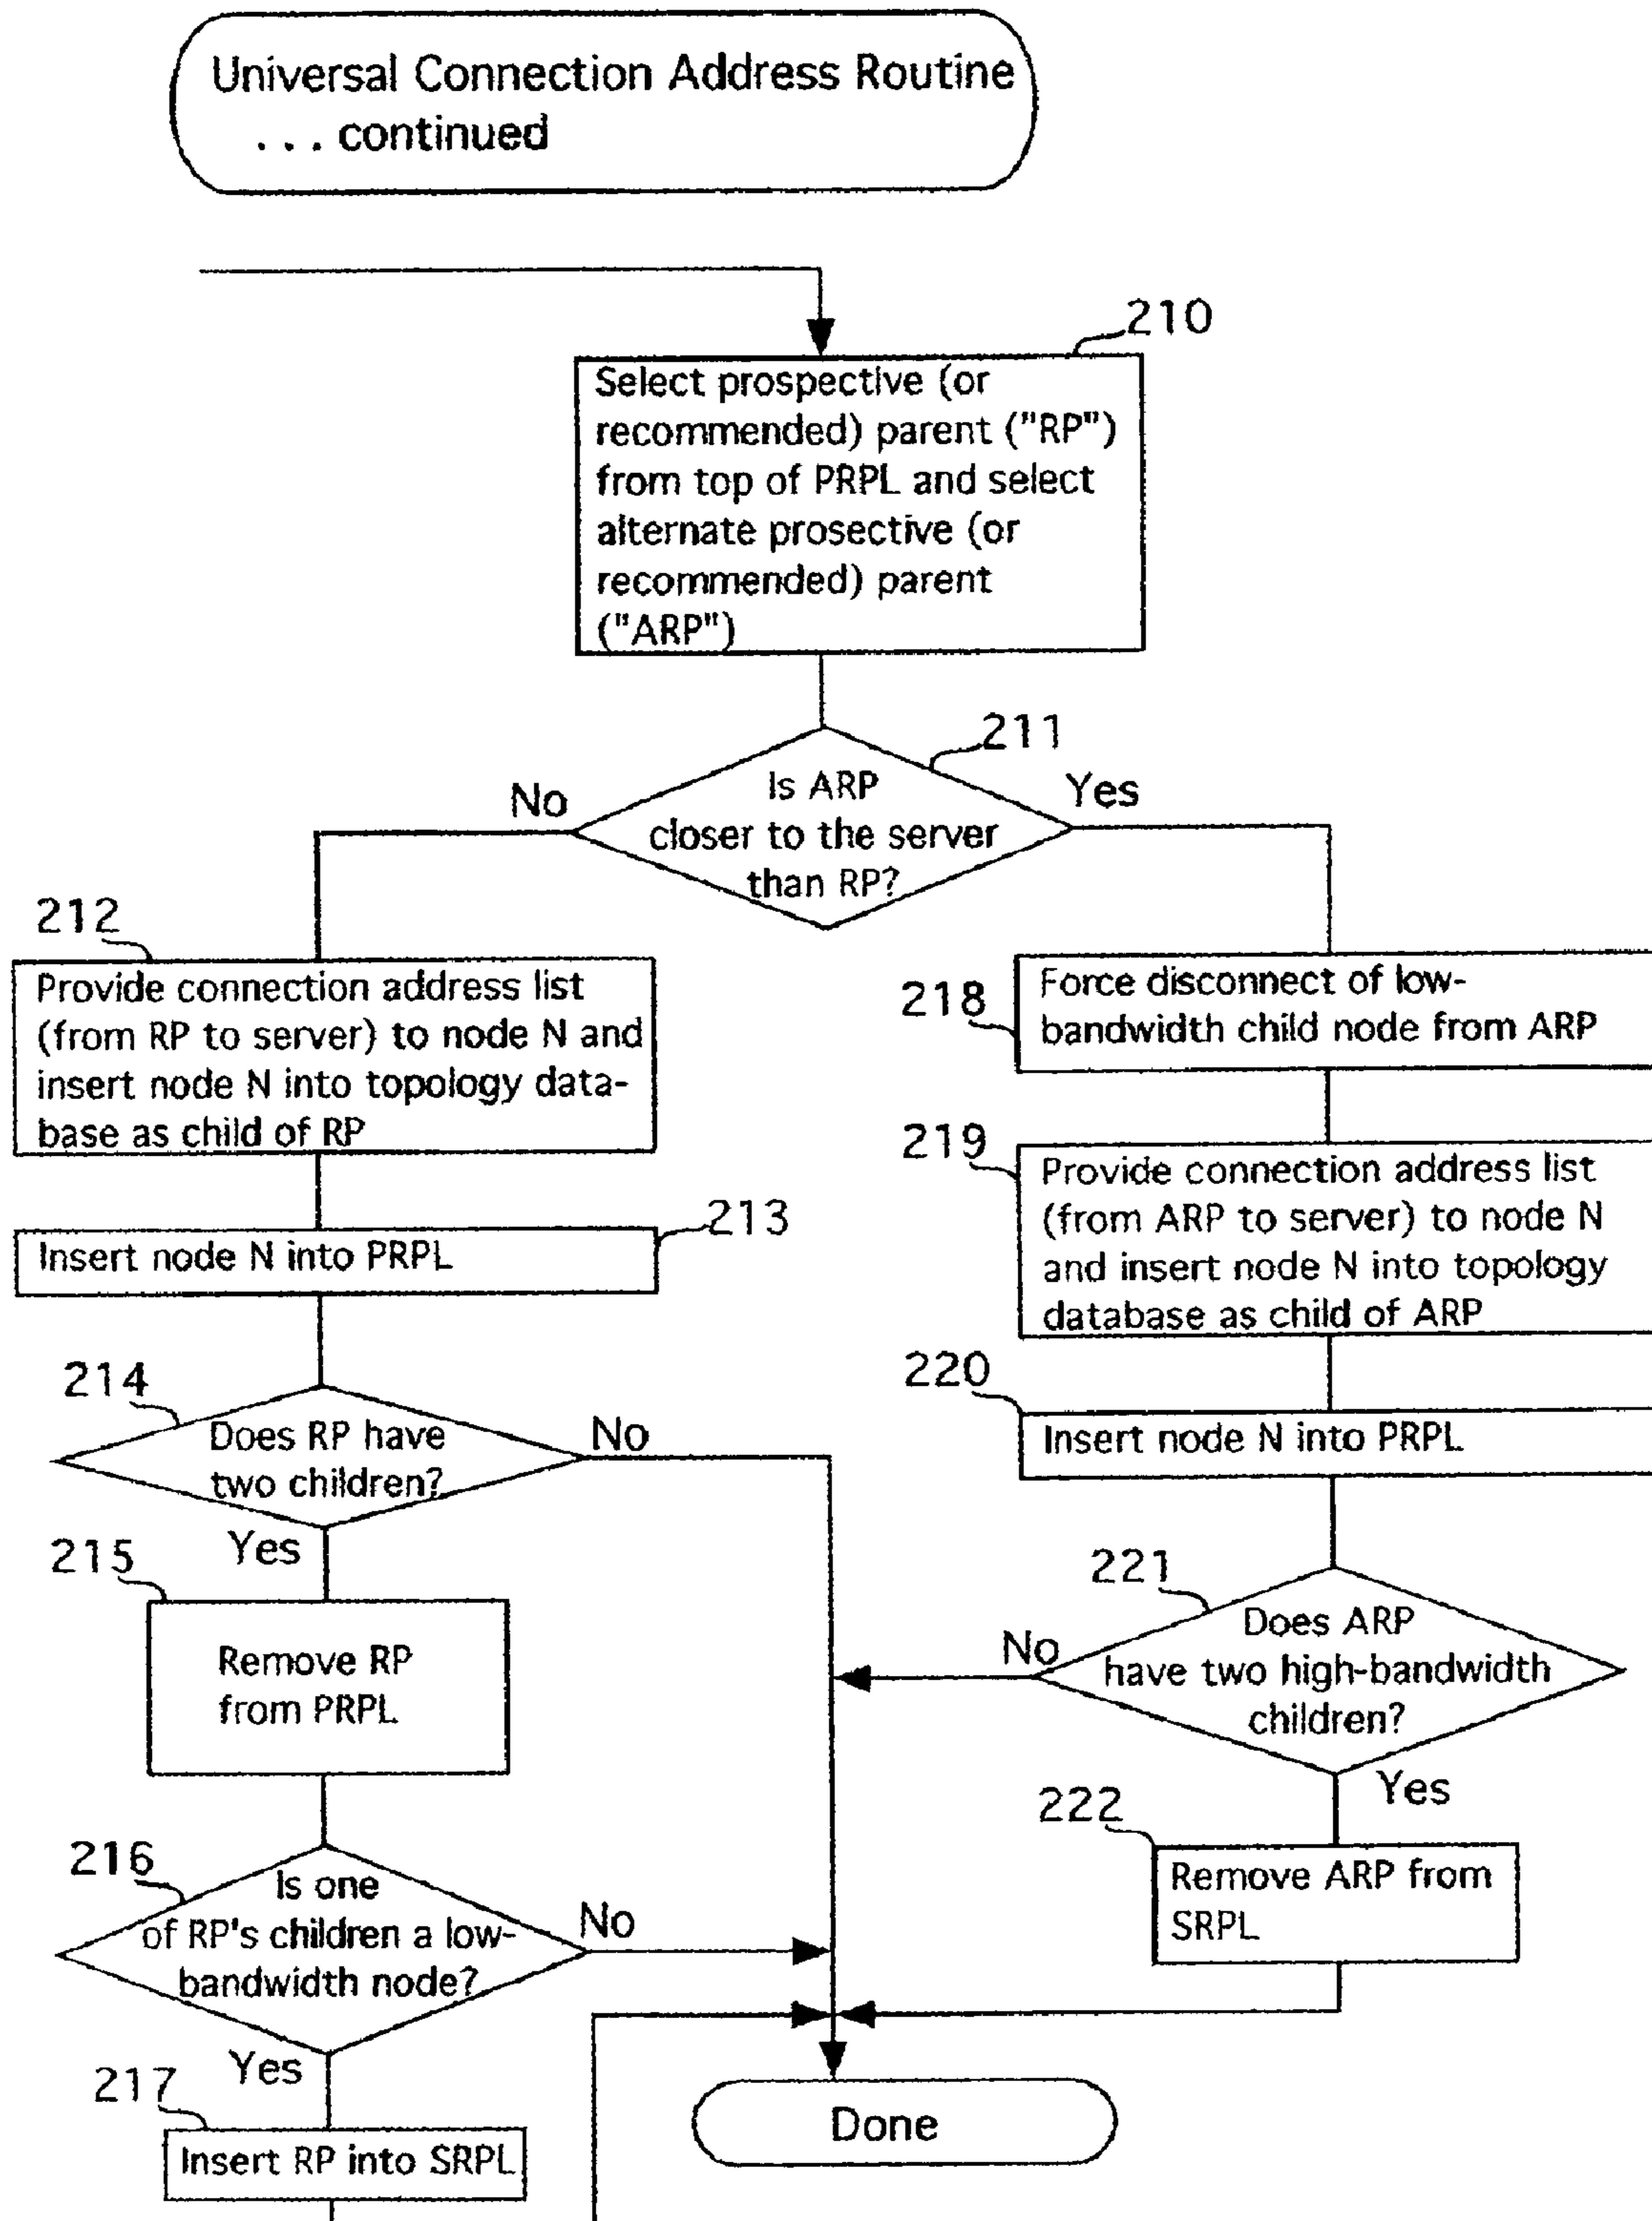 Universal Connection Address Routine
... continued
210
Select prospective (or
recommended) parent ("RP")
from top of PRPL and select
alternate prosective (or
recommended) parent
("ARP")
211
Is ARP
closer to the server
than RP?
No
Yes
212
Provide connection address list
(from RP to server) to node N and
insert node N into topology data-
base as child of RP
213
Insert node N into PRPL
214
Does RP have
two children?
No
Yes
215
Remove RP
from PRPL
216
Is one
of RP's children a low-
bandwidth node?
No
Yes
217
Insert RP into SRPL
218
Force disconnect of low-
bandwidth child node from ARP
219
Provide connection address list
(from ARP to server) to node N
and insert node N into topology
database as child of ARP
220
Insert node N into PRPL
221
Does ARP
have two high-bandwidth
children?
No
Yes
222
Remove ARP from
SRPL
Done